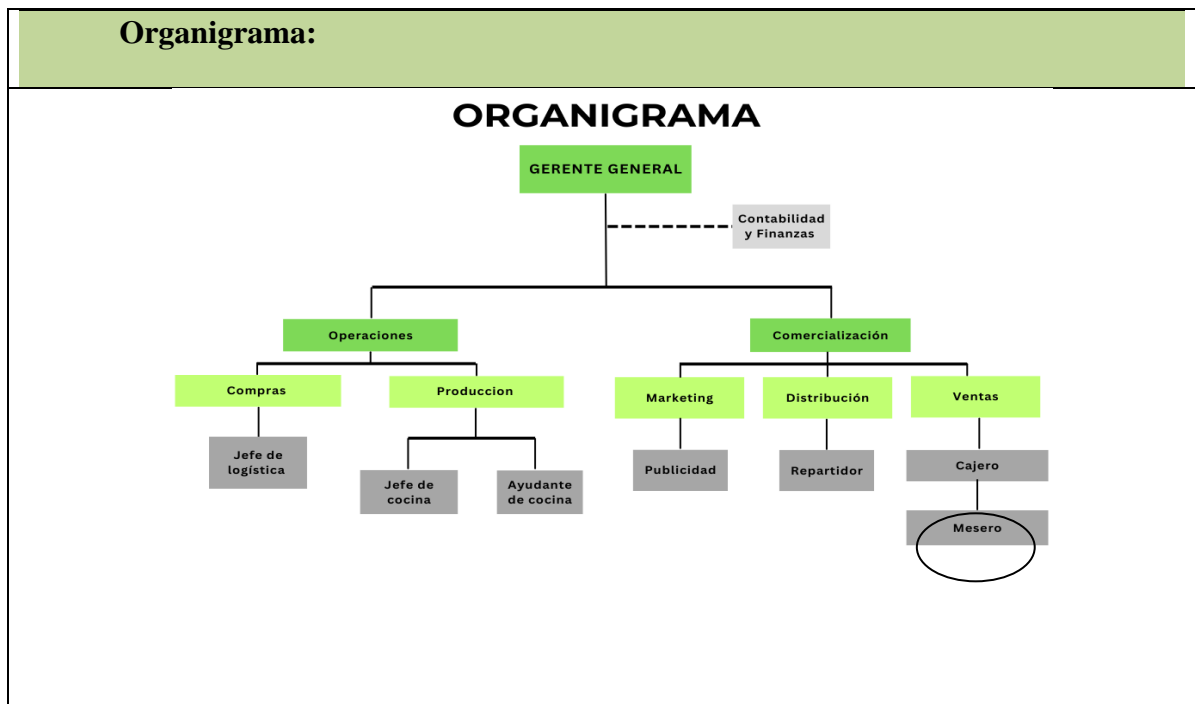 Organigrama:
ORGANIGRAMA
GERENTE GENERAL
Contabilidad
y Finanzas
Operaciones
Comercialización
Compras
Produccion
Marketing
Distribución
Ventas
Jefe de
logística
Jefe de
cocina
Ayudante
de cocina
Publicidad
Repartidor
Cajero
Mesero